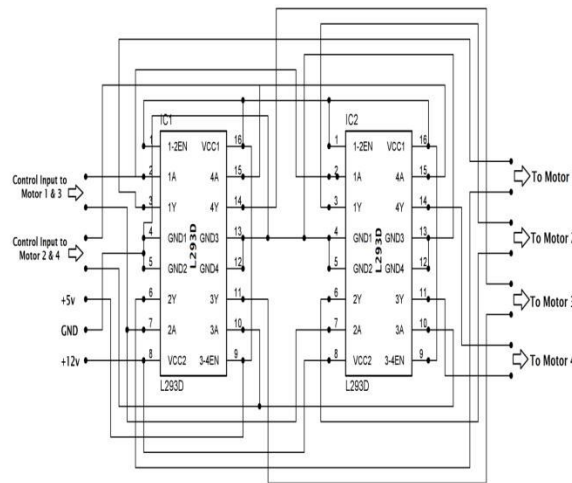 IC1
IC2
1 1-2EN VCC1 16
2 1A 4A 15
3 1Y 4Y 14
4 GND1 GND3 13
5 GND2 GND4 12
6 2Y 3Y 11
7 2A 3A 10
8 VCC2 3-4EN 9
L293D
L293D
1 1-2EN VCC1 16
2 1A 4A 15
3 1Y 4Y 14
4 GND1 GND3 13
5 GND2 GND4 12
6 2Y 3Y 11
7 2A 3A 10
8 VCC2 3-4EN 9
L293D
L293D
Control Input to
Motor 1 & 3
Control Input to
Motor 2 & 4
+5v
GND
+12v
To Motor
To Motor 2
To Motor 3
To Motor 4